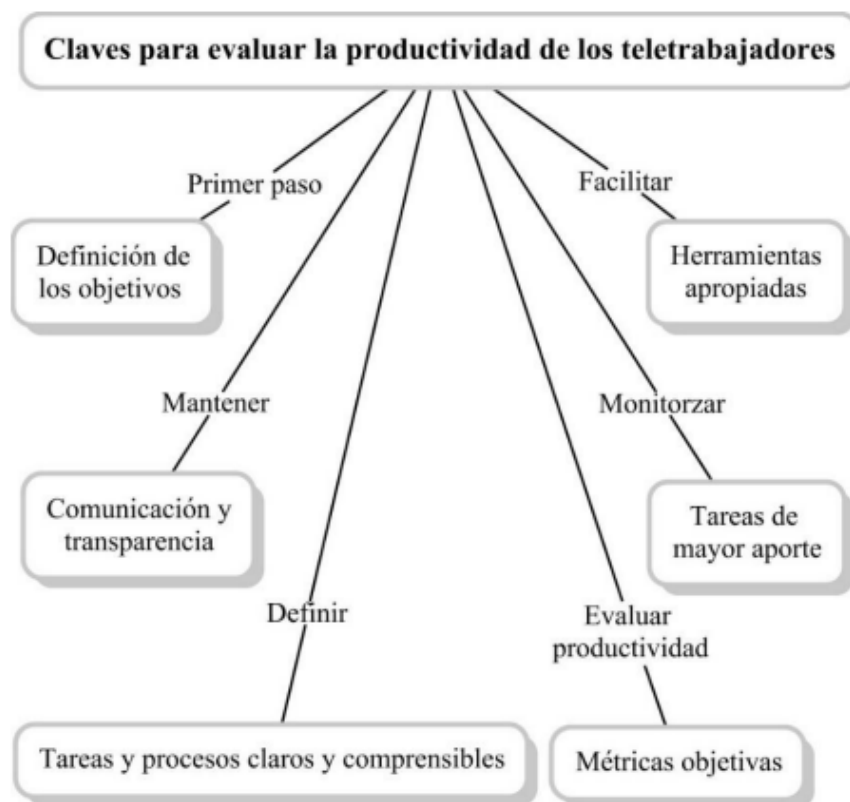 Claves para evaluar la productividad de los teletrabajadores
Primer paso
Facilitar
Definición de
los objetivos
Herramientas
apropiadas
Mantener
Monitorzar
Comunicación y
transparencia
Tareas de
mayor aporte
Definir
Evaluar
productividad
Tareas y procesos claros y comprensibles
Métricas objetivas